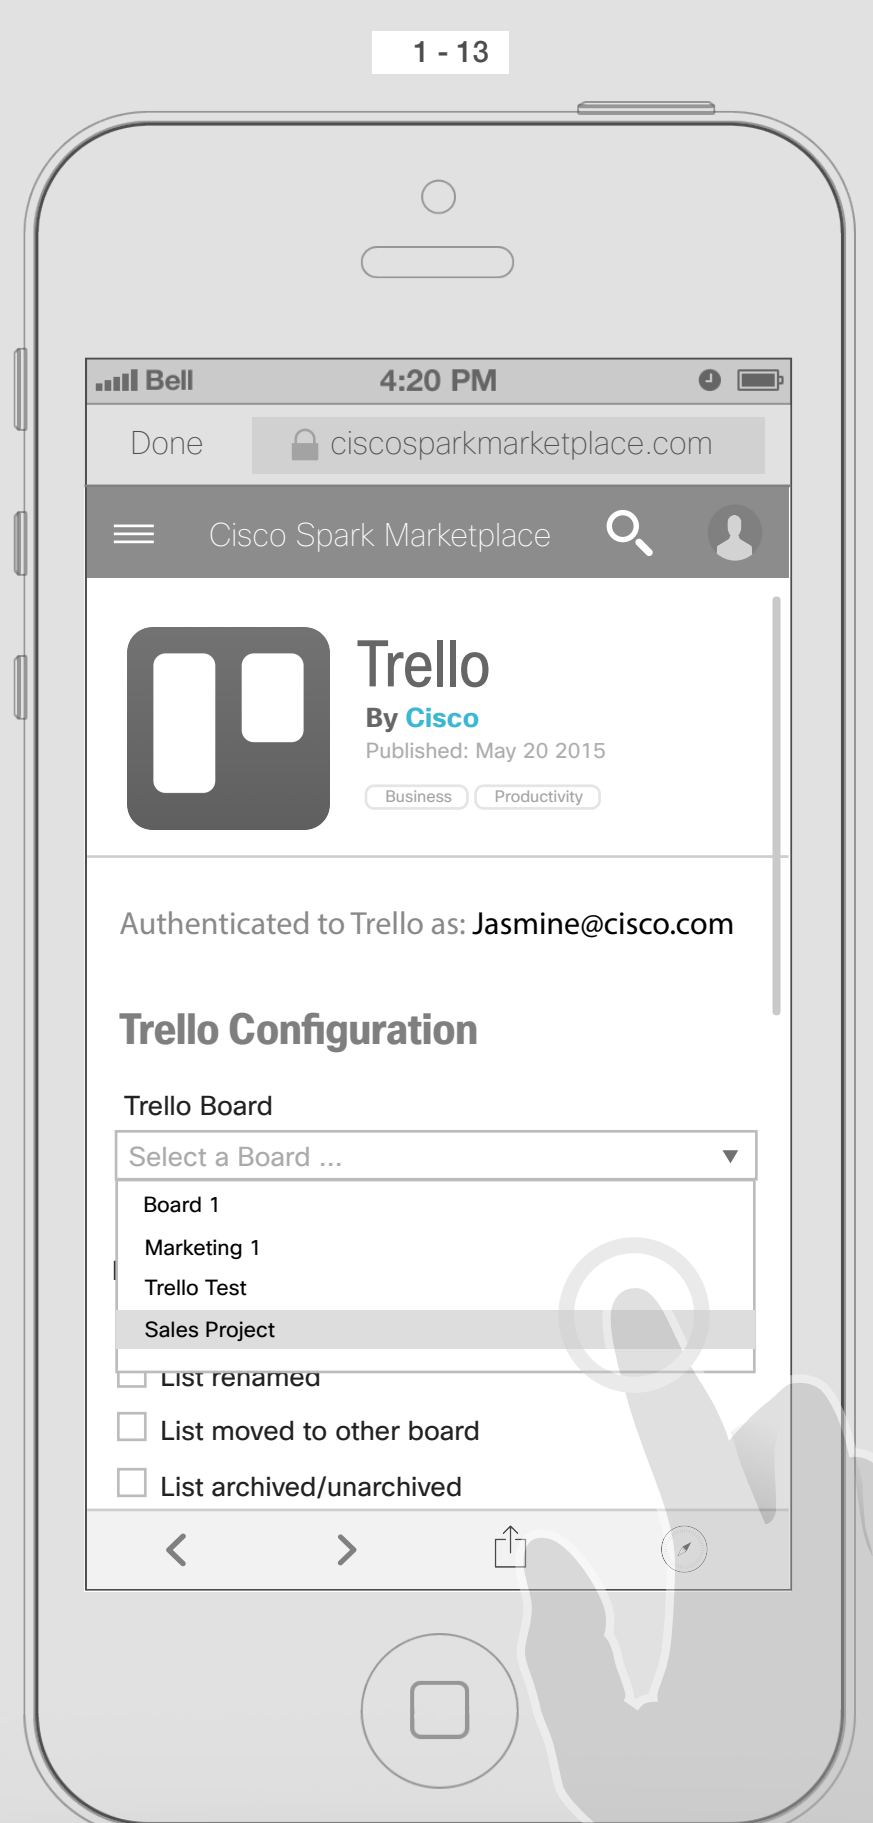 1 - 13
Bell 4:20 PM
Done ciscosparkmarketplace.com
Cisco Spark Marketplace
Trello
By Cisco
Published: May 20 2015
Business Productivity
Authenticated to Trello as: Jasmine@cisco.com
Trello Configuration
Trello Board
Select a Board ...
Board 1
Marketing 1
Trello Test
Sales Project
List renamed
List moved to other board
List archived/unarchived